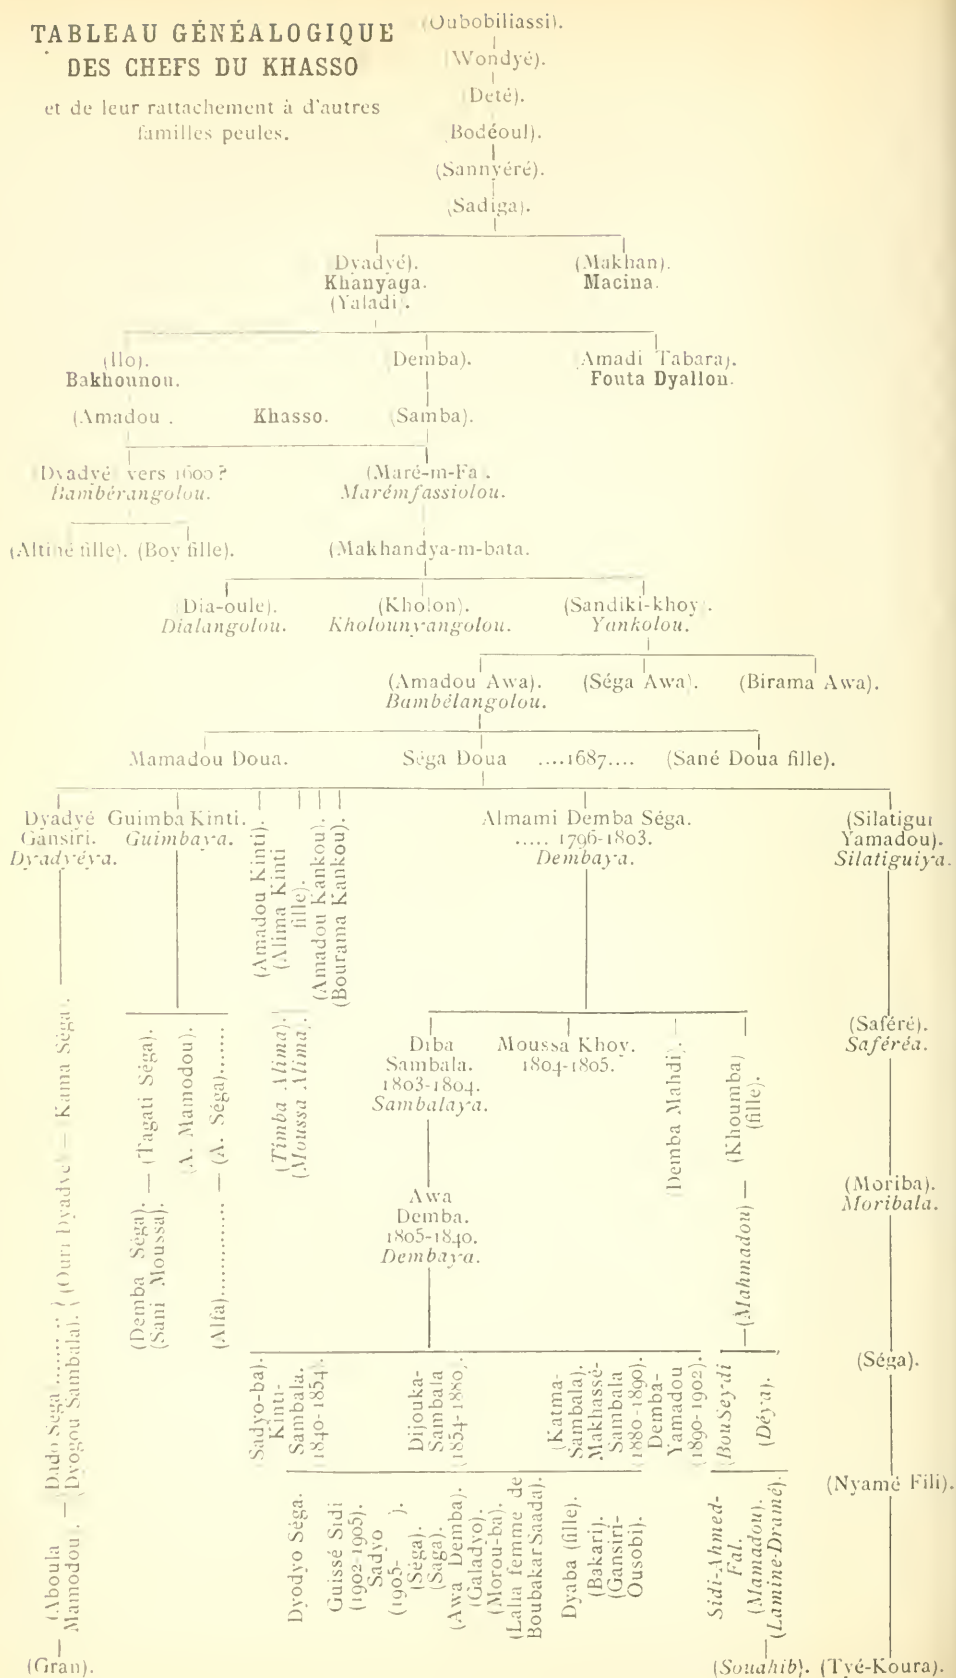 TABLEAU GÉNÉALOGIQUE
DES CHEFS DU KHASSO
et de leur rattachement à d'autres
familles peules.
(Oubobiliassi).
(Wondyé).
Deté).
Bodéoul).
(Sannyéré).
(Sadiga).
Dyadyé). (Makhan).
Khanyaga. Macina.
(Yaladi).
(Ilo). Demba). Amadi Tabara).
Bakhounou. Fouta Dyallou.
(Amadou . Khasso. (Samba).
Dyadyé vers 1600? (Maré-m-Fa .
Bambérangolou. Marémfassiolou.
(Altiné fille). (Boy fille). (Makhandya-m-bata.
Dia-oule). (Kholon). (Sandiki-khoy .
Dialangolou. Kholounyangolou. Yankolou.
(Amadou Awa). (Séga Awa). (Birama Awa).
Bambélangolou.
Mamadou Doua. Séga Doua ....1687.... (Sané Doua fille).
Dyadyé Guimba Kinti. Almami Demba Séga. (Silatigui
Gansiri. Guimbaya. ..... 1796-1803. Yamadou).
Dyadyéya. Dembaya. Silatiguiya.
(Amadou Kinti).
(Alima Kinti
fille).
(Amadou Kankou).
(Bourama Kankou).
Diba Moussa Khoy. (Saféré).
Sambala. 1804-1805. Saféréa.
1803-1804.
Sambalaya.
Demba Mahdi).
(Khoumba)
(fille).
(Timba Alima).
(Moussa Alima.
(Tagati Séga).
(A. Mamodou).
(A. Séga)........
(Ouri Dyadyé — Kama Séga).
Awa (Moriba).
Demba. Moribala.
1805-1840.
Dembaya.
(Demba Séga). —
(Sani Moussa).
(Alfa)............. —
—(Mahmadou) —
(Séga).
— Dado Séga ........
Dyogou Sambala).
(Sadyo-ba).
Kinti-
Sambala.
1840-1854.
Dijouka-
Sambala
(1854-1880).
(Katma-
Sambala).
Makhassé-
Sambala
(1880-1890).
Demba-
Yamadou
(1890-1902).
(BouSeydi
(Déya).
(Nyamé Fili).
— (Aboula
Mamodou.
Dyodyo Séga.
Guissé Sidi
(1902-1905).
Sadyo
(1905- ).
(Séga).
(Saga).
(Awa Demba).
(Galadyo).
(Morou-ba).
(Lalla femme de
Boubakar Saada).
Dyaba (fille).
(Bakari).
(Gansiri-
Ousobi).
Sidi-Ahmed-
Fal.
(Mamadou).
(Lamine-Dramé).
(Gran). (Souahib). (Tyé-Koura).